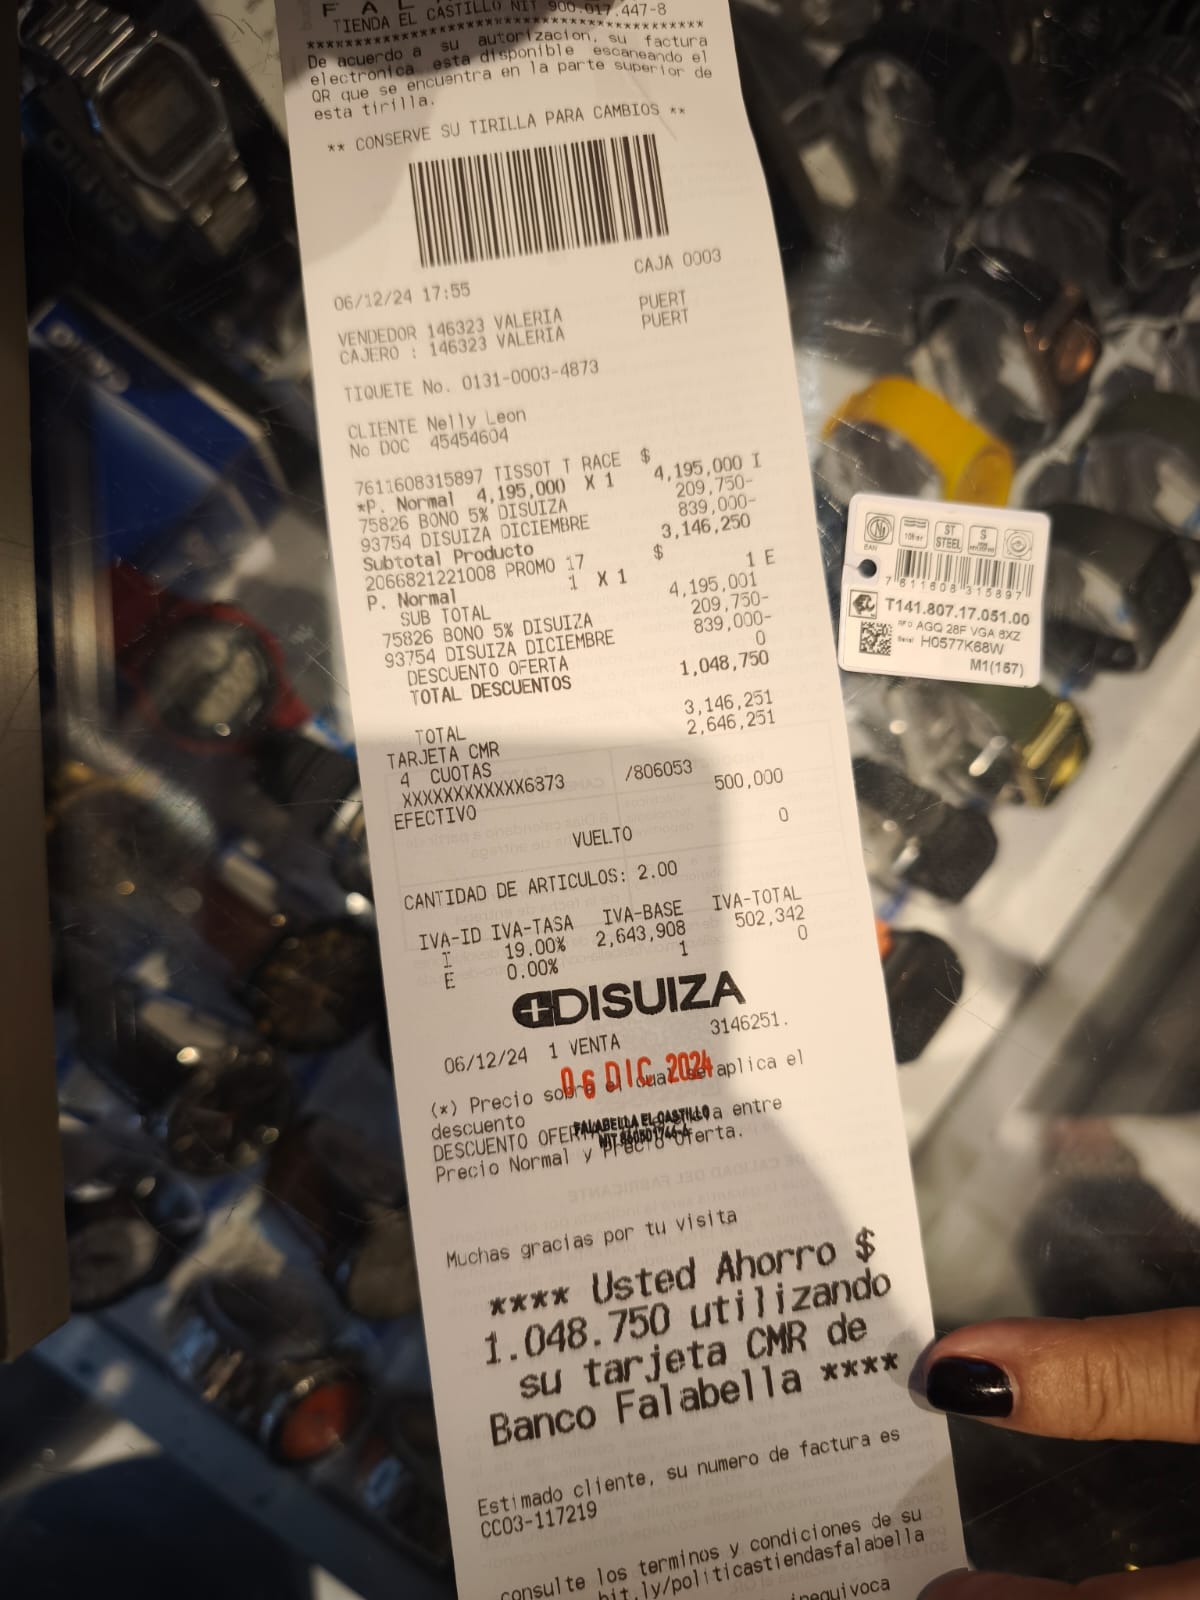 TIENDA EL CASTILLO NIT 900.017.447-8
****************************************
De acuerdo a su autorizacion, su factura
electronica esta disponible escaneando el
QR que se encuentra en la parte superior de
esta tirilla.
** CONSERVE SU TIRILLA PARA CAMBIOS **
06/12/24 17:55 CAJA 0003
VENDEDOR 146323 VALERIA PUERT
CAJERO : 146323 VALERIA PUERT
TIQUETE No. 0131-0003-4873
CLIENTE Nelly Leon
No DOC 45454604
7611608315897 TISSOT T RACE $ 4,195,000 I
*P. Normal 4,195,000 X 1
75826 BONO 5% DISUIZA 209,750-
93754 DISUIZA DICIEMBRE 839,000-
Subtotal Producto 3,146,250
2066821221008 PROMO 17 $ 1 E
P. Normal 1 X 1
SUB TOTAL 4,195,001
75826 BONO 5% DISUIZA 209,750-
93754 DISUIZA DICIEMBRE 839,000-
DESCUENTO OFERTA 0
TOTAL DESCUENTOS 1,048,750
TOTAL 3,146,251
TARJETA CMR 2,646,251
4 CUOTAS
XXXXXXXXXXXX6373 /806053
EFECTIVO 500,000
VUELTO 0
CANTIDAD DE ARTICULOS: 2.00
IVA-ID IVA-TASA IVA-BASE IVA-TOTAL
I 19.00% 2,643,908 502,342
E 0.00% 1 0
DISUIZA
06/12/24 1 VENTA 3146251.
06 DIC 2024
(*) Precio sobre el cual se aplica el
descuento
FALABELLA EL CASTILLO
DESCUENTO OFERTA entre
Precio Normal y Precio Oferta.
Muchas gracias por tu visita
**** Usted Ahorro $
1.048.750 utilizando
su tarjeta CMR de
Banco Falabella ****
Estimado cliente, su numero de factura es
CC03-117219
consulte los terminos y condiciones de su
bit.ly/politicastiendasfalabella
inequivoca
ST
STEEL
S
EAN
7 611608 315897
T141.807.17.051.00
AGQ 28F VGA 8XZ
Serial H0577K68W
M1(157)
CASIO